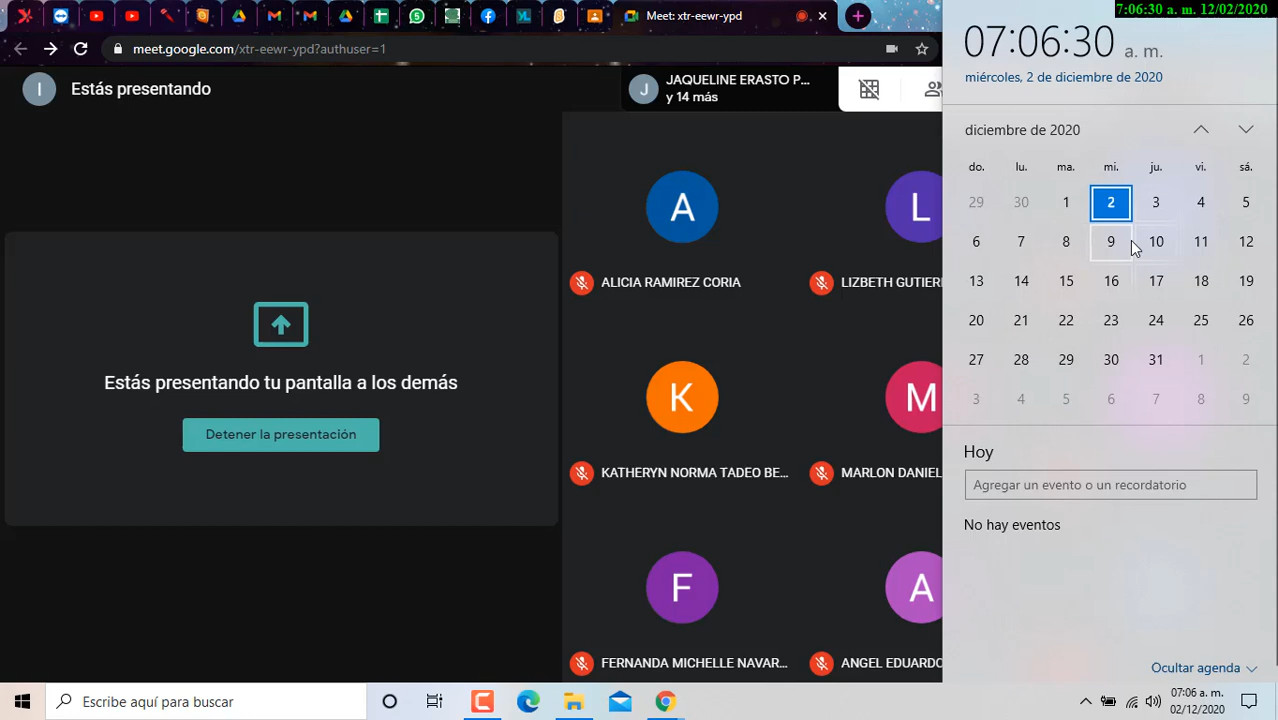 Meet: xtr-eewr-ypd
7:06:30 a. m. 12/02/2020
meet.google.com/xtr-eewr-ypd?authuser=1
I
Estás presentando
J
JAQUELINE ERASTO P...
y 14 más
A
ALICIA RAMIREZ CORIA
L
LIZBETH GUTIER
Estás presentando tu pantalla a los demás
Detener la presentación
K
KATHERYN NORMA TADEO BE...
M
MARLON DANIEL
F
FERNANDA MICHELLE NAVAR...
A
ANGEL EDUARDO
07:06:30 a. m.
miércoles, 2 de diciembre de 2020
diciembre de 2020
do. lu. ma. mi. ju. vi. sá.
29 30 1 2 3 4 5
6 7 8 9 10 11 12
13 14 15 16 17 18 19
20 21 22 23 24 25 26
27 28 29 30 31 1 2
3 4 5 6 7 8 9
Hoy
Agregar un evento o un recordatorio
No hay eventos
Ocultar agenda
Escribe aquí para buscar
07:06 a. m.
02/12/2020